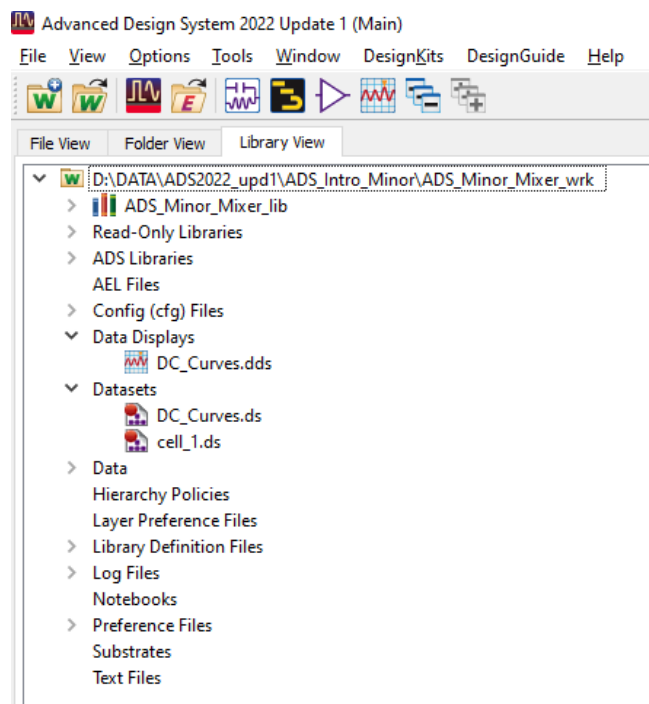 Advanced Design System 2022 Update 1 (Main)
File View Options Tools Window DesignKits DesignGuide Help
File View Folder View Library View
D:\DATA\ADS2022_upd1\ADS_Intro_Minor\ADS_Minor_Mixer_wrk
ADS_Minor_Mixer_lib
Read-Only Libraries
ADS Libraries
AEL Files
Config (cfg) Files
Data Displays
DC_Curves.dds
Datasets
DC_Curves.ds
cell_1.ds
Data
Hierarchy Policies
Layer Preference Files
Library Definition Files
Log Files
Notebooks
Preference Files
Substrates
Text Files